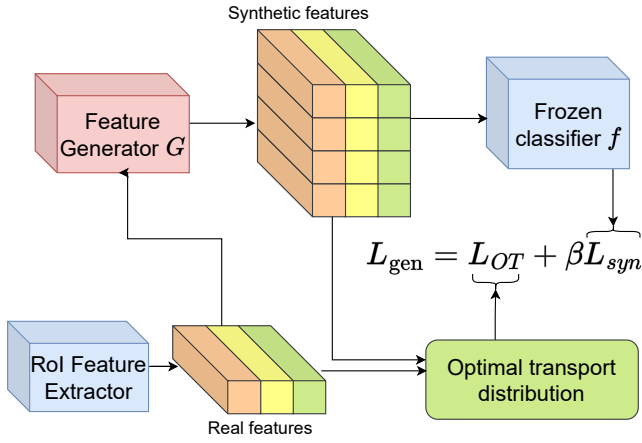 Synthetic features
Feature
Generator G
Frozen
classifier f
L_gen = L_OT + βL_syn
RoI Feature
Extractor
Optimal transport
distribution
Real features